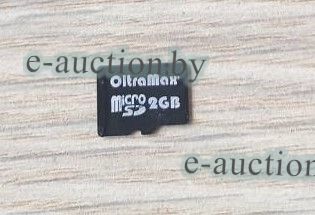 e-auction.by
OltraMax
Micro SD 2GB
e-auction